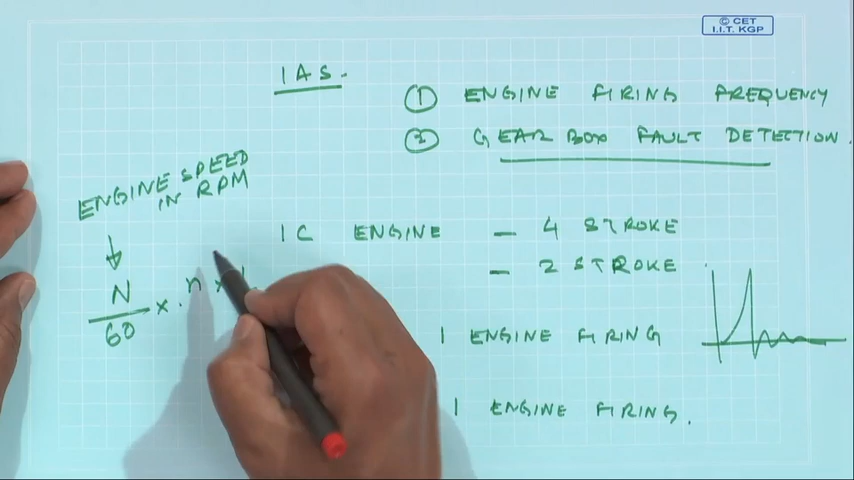 © CET
I.I.T. KGP
IAS.
① ENGINE FIRING FREQUENCY
② GEAR BOX FAULT DETECTION.
ENGINE SPEED
IN RPM
IC ENGINE - 4 STROKE
- 2 STROKE
N
60
× n ×
1 ENGINE FIRING
1 ENGINE FIRING.